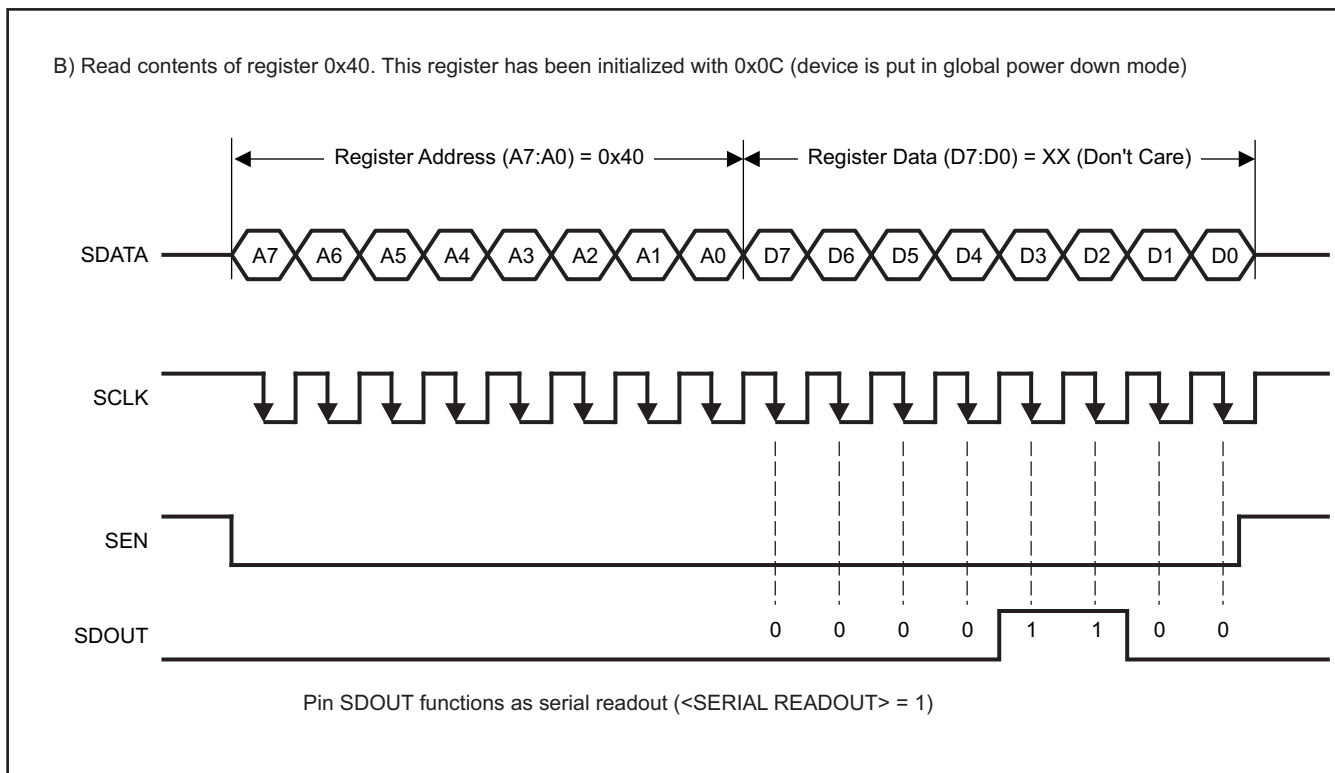 B) Read contents of register 0x40. This register has been initialized with 0x0C (device is put in global power down mode)
Register Address (A7:A0) = 0x40 Register Data (D7:D0) = XX (Don't Care)
SDATA A7 A6 A5 A4 A3 A2 A1 A0 D7 D6 D5 D4 D3 D2 D1 D0
SCLK
SEN
SDOUT 0 0 0 0 1 1 0 0
Pin SDOUT functions as serial readout (<SERIAL READOUT> = 1)